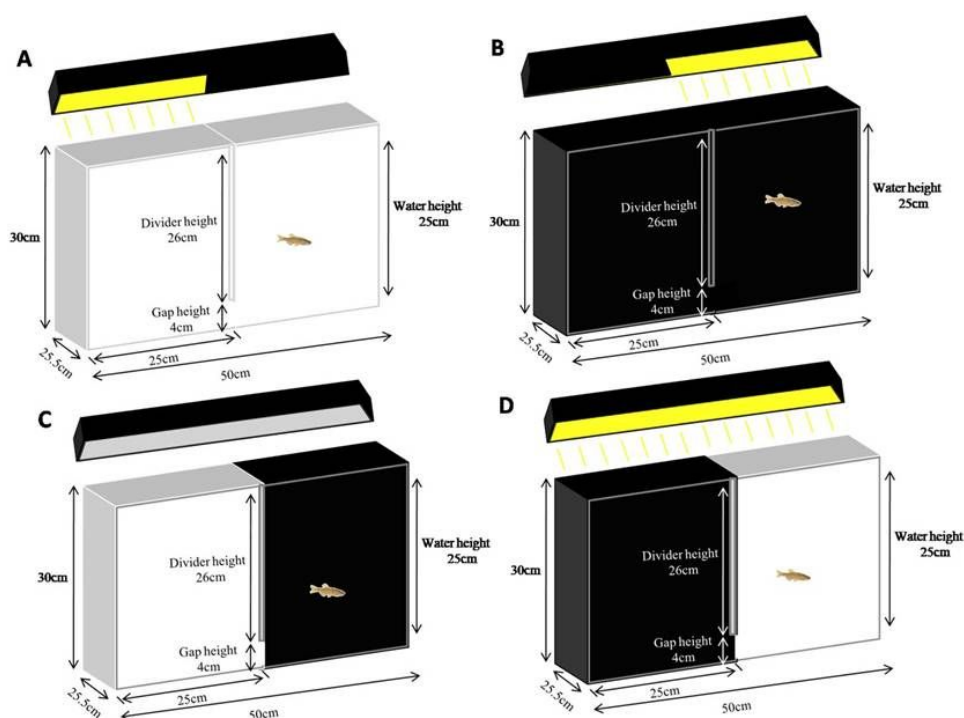 A
30cm
Divider height
26cm
Gap height
4cm
Water height
25cm
25.5cm
25cm
50cm
B
30cm
Divider height
26cm
Gap height
4cm
Water height
25cm
25.5cm
25cm
50cm
C
30cm
Divider height
26cm
Gap height
4cm
Water height
25cm
25.5cm
25cm
50cm
D
30cm
Divider height
26cm
Gap height
4cm
Water height
25cm
25.5cm
25cm
50cm